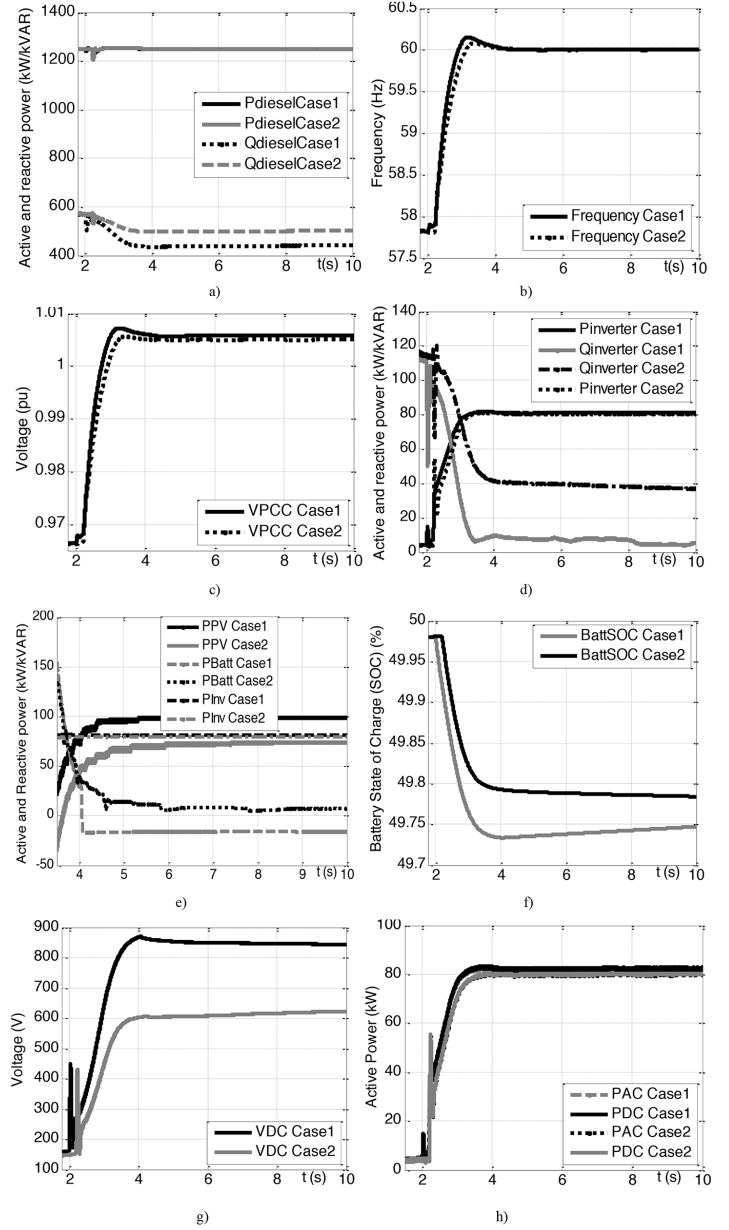 Active and reactive power (kW/kVAR)
1400
1200
1000
800
600
400
PdieselCase1
PdieselCase2
QdieselCase1
QdieselCase2
2 4 6 8 10
t(s)
a)
Frequency (Hz)
60.5
60
59.5
59
58.5
58
57.5
Frequency Case1
Frequency Case2
2 4 6 8 10
t(s)
b)
Voltage (pu)
1.01
1
0.99
0.98
0.97
VPCC Case1
VPCC Case2
2 4 6 8 10
t (s)
c)
Active and reactive power (kW/kVAR)
140
120
100
80
60
40
20
0
Pinverter Case1
Qinverter Case1
Qinverter Case2
Pinverter Case2
2 4 6 8 10
t (s)
d)
Active and Reactive power (kW/kVAR)
200
150
100
50
0
-50
PPV Case1
PPV Case2
PBatt Case1
PBatt Case2
PInv Case1
PInv Case2
4 5 6 7 8 9 10
t (s)
e)
Battery State of Charge (SOC) (%)
50
49.95
49.9
49.85
49.8
49.75
49.7
BattSOC Case1
BattSOC Case2
2 4 6 8 10
t (s)
f)
Voltage (V)
900
800
700
600
500
400
300
200
100
VDC Case1
VDC Case2
2 4 6 8 10
t (s)
g)
Active Power (kW)
100
80
60
40
20
0
PAC Case1
PDC Case1
PAC Case2
PDC Case2
2 4 6 8 10
t (s)
h)